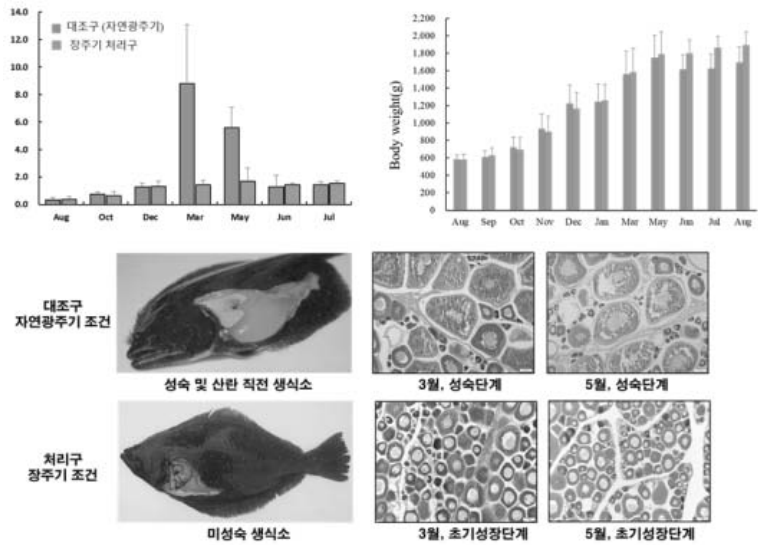 14.0
12.0
10.0
8.0
6.0
4.0
2.0
0.0
대조구 (자연광주기)
장주기 처리구
Aug Oct Dec Mar May Jun Jul
Body weight(g)
2,200
2,000
1,800
1,600
1,400
1,200
1,000
800
600
400
200
0
Aug Sep Oct Nov Dec Jan Mar May Jun Jul Aug
대조구
자연광주기 조건
성숙 및 산란 직전 생식소
3월, 성숙단계
5월, 성숙단계
처리구
장주기 조건
미성숙 생식소
3월, 초기성장단계
5월, 초기성장단계